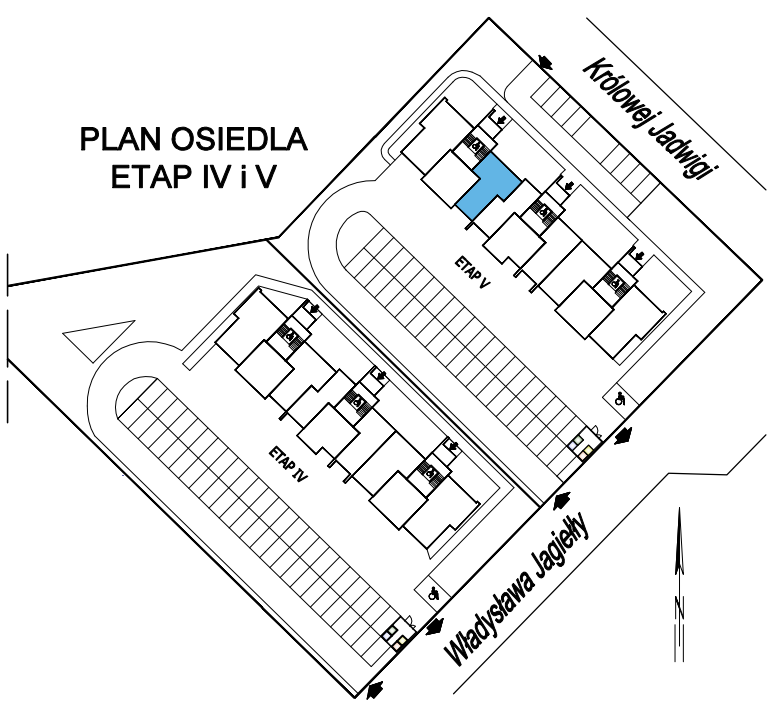 PLAN OSIEDLA
ETAP IV i V
Królowej Jadwigi
ETAP V
ETAP IV
Władysława Jagiełły
N